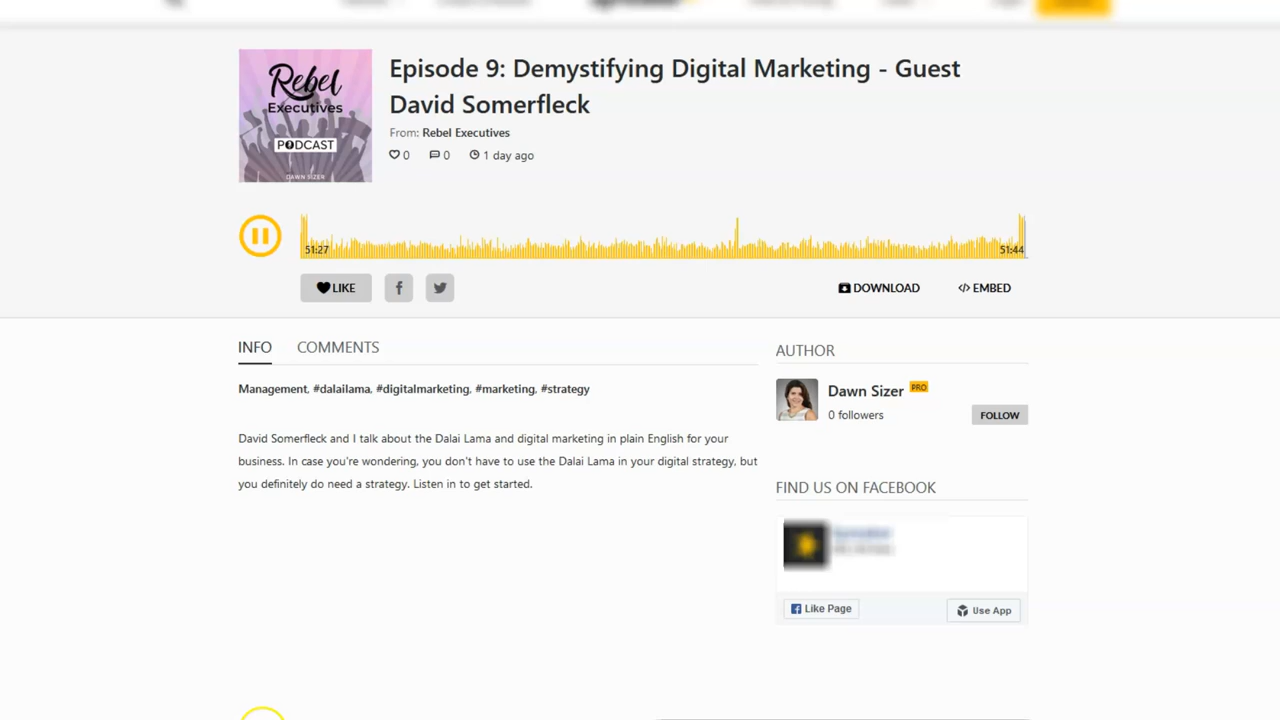 Rebel
Executives
PODCAST
DAWN SIZER
Episode 9: Demystifying Digital Marketing - Guest
David Somerfleck
From: Rebel Executives
0 0 1 day ago
51:27 51:44
LIKE
DOWNLOAD
</> EMBED
INFO COMMENTS
Management, #dalailama, #digitalmarketing, #marketing, #strategy
David Somerfleck and I talk about the Dalai Lama and digital marketing in plain English for your
business. In case you're wondering, you don't have to use the Dalai Lama in your digital strategy, but
you definitely do need a strategy. Listen in to get started.
AUTHOR
Dawn Sizer PRO
0 followers
FOLLOW
FIND US ON FACEBOOK
Like Page
Use App